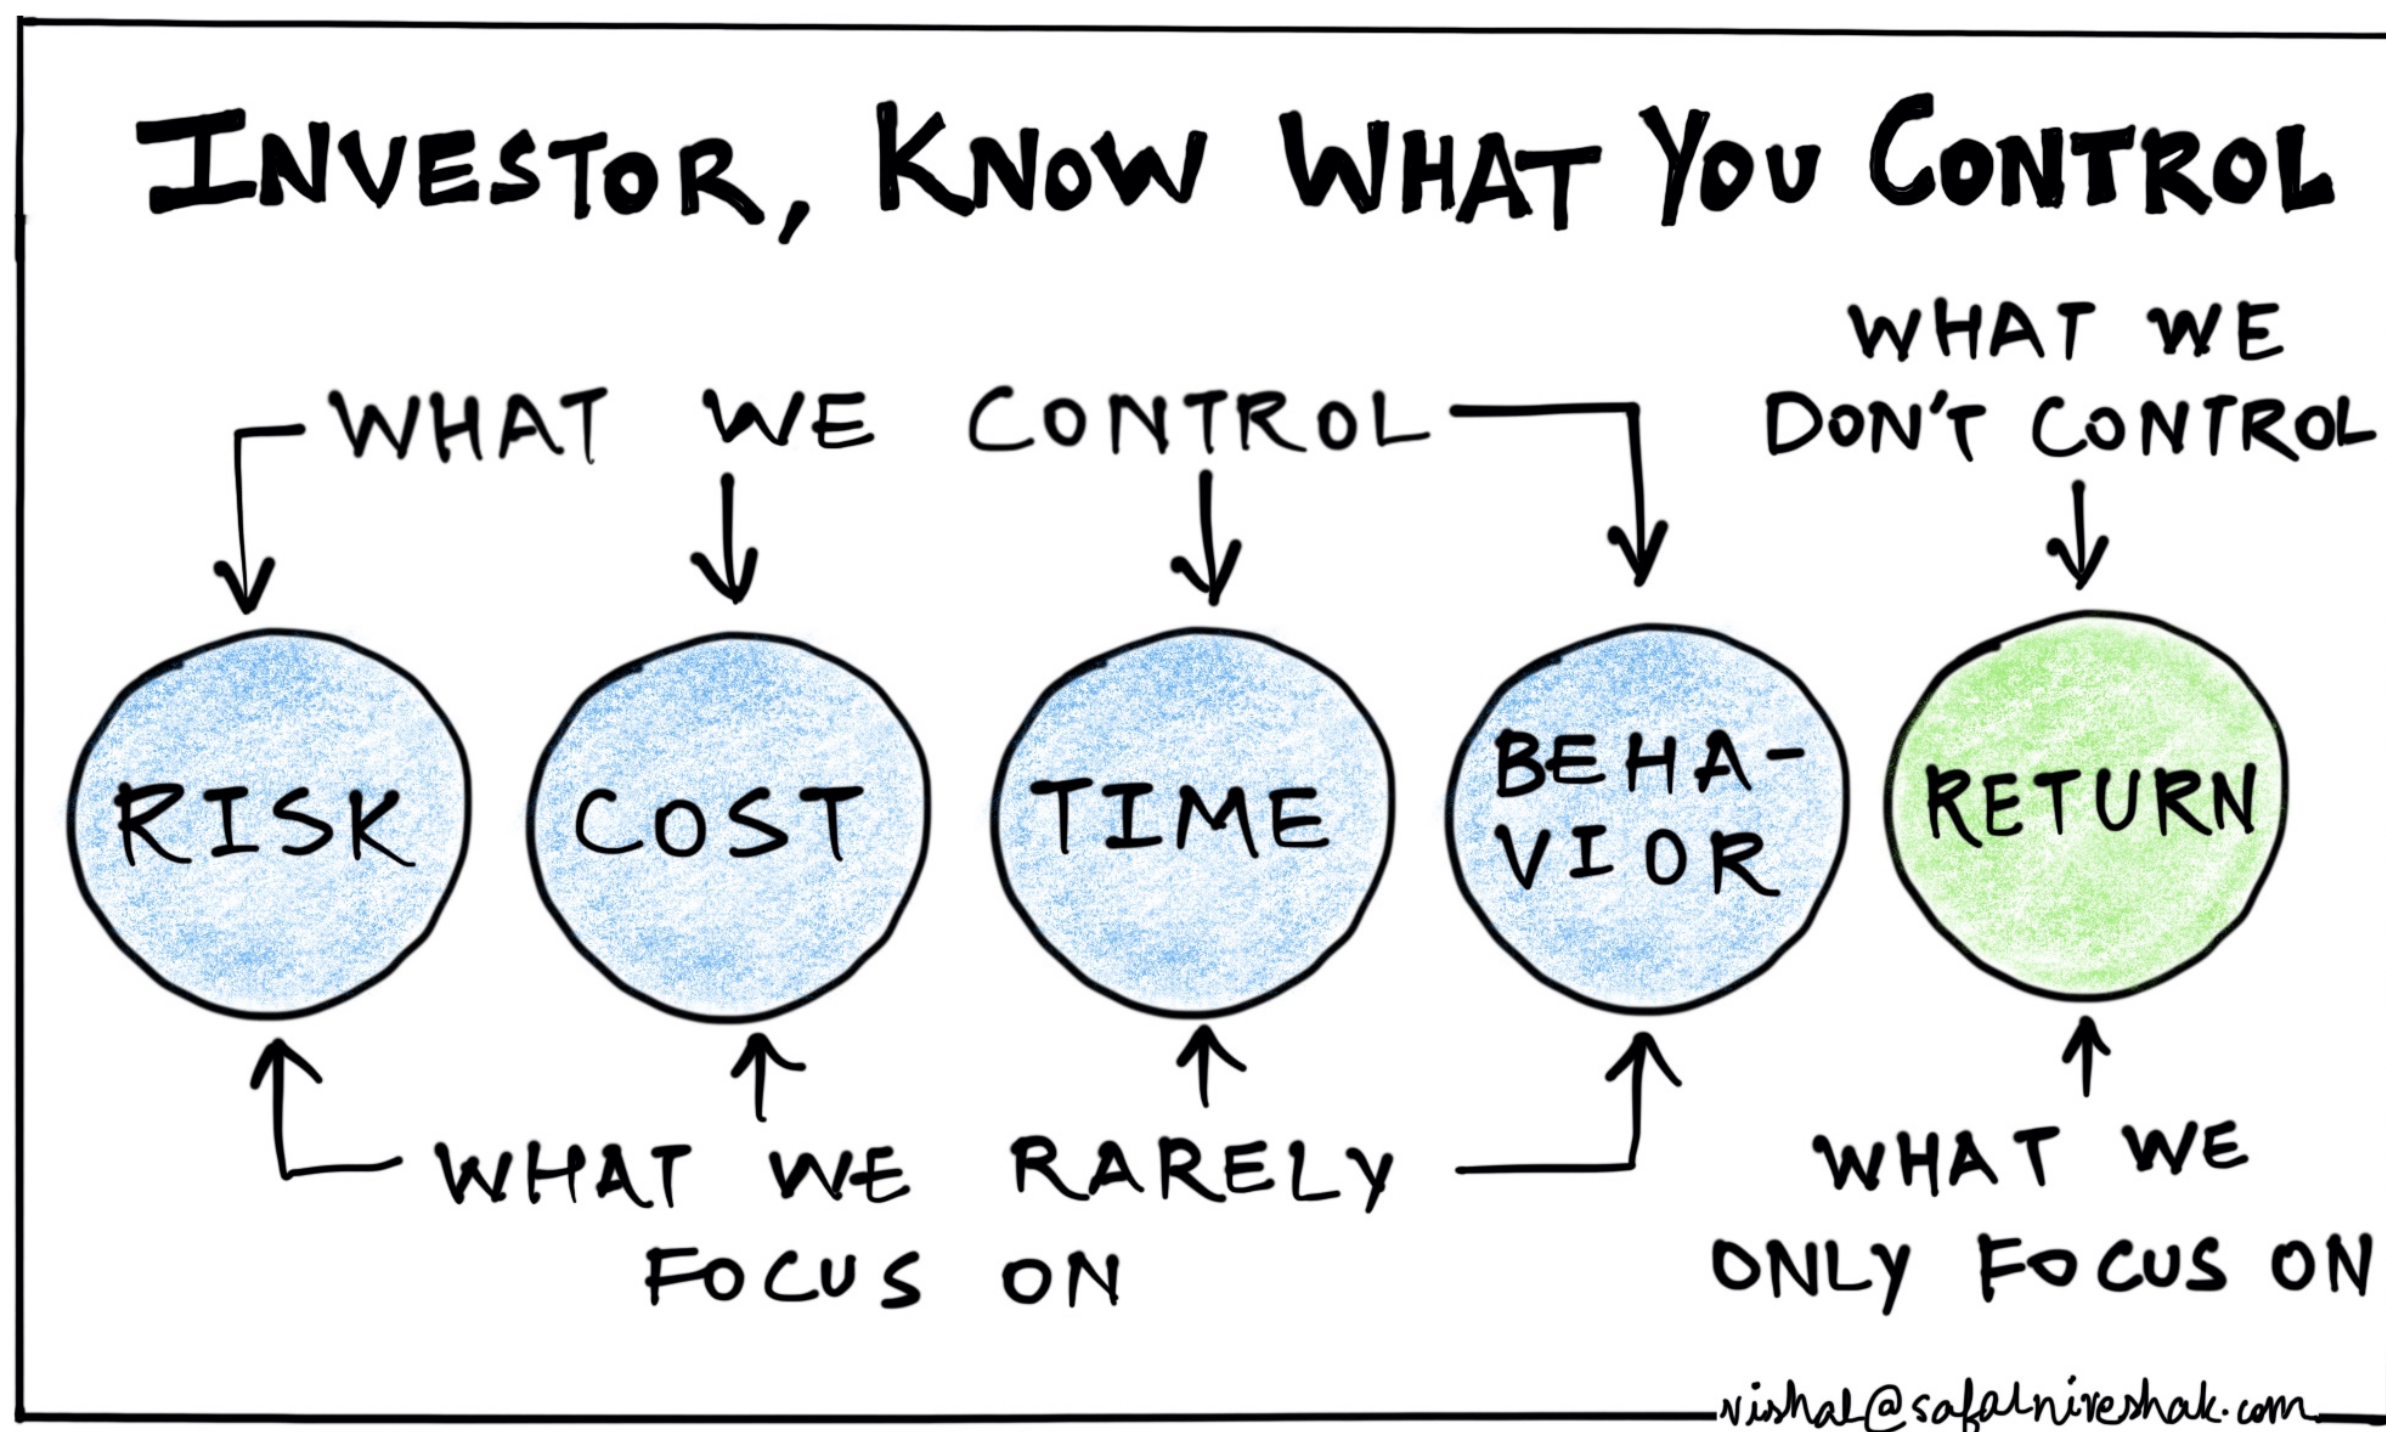 INVESTOR, KNOW WHAT YOU CONTROL
WHAT WE CONTROL
WHAT WE
DON'T CONTROL
RISK
COST
TIME
BEHA-
VIOR
RETURN
WHAT WE RARELY
FOCUS ON
WHAT WE
ONLY FOCUS ON
vishal@safalniveshak.com